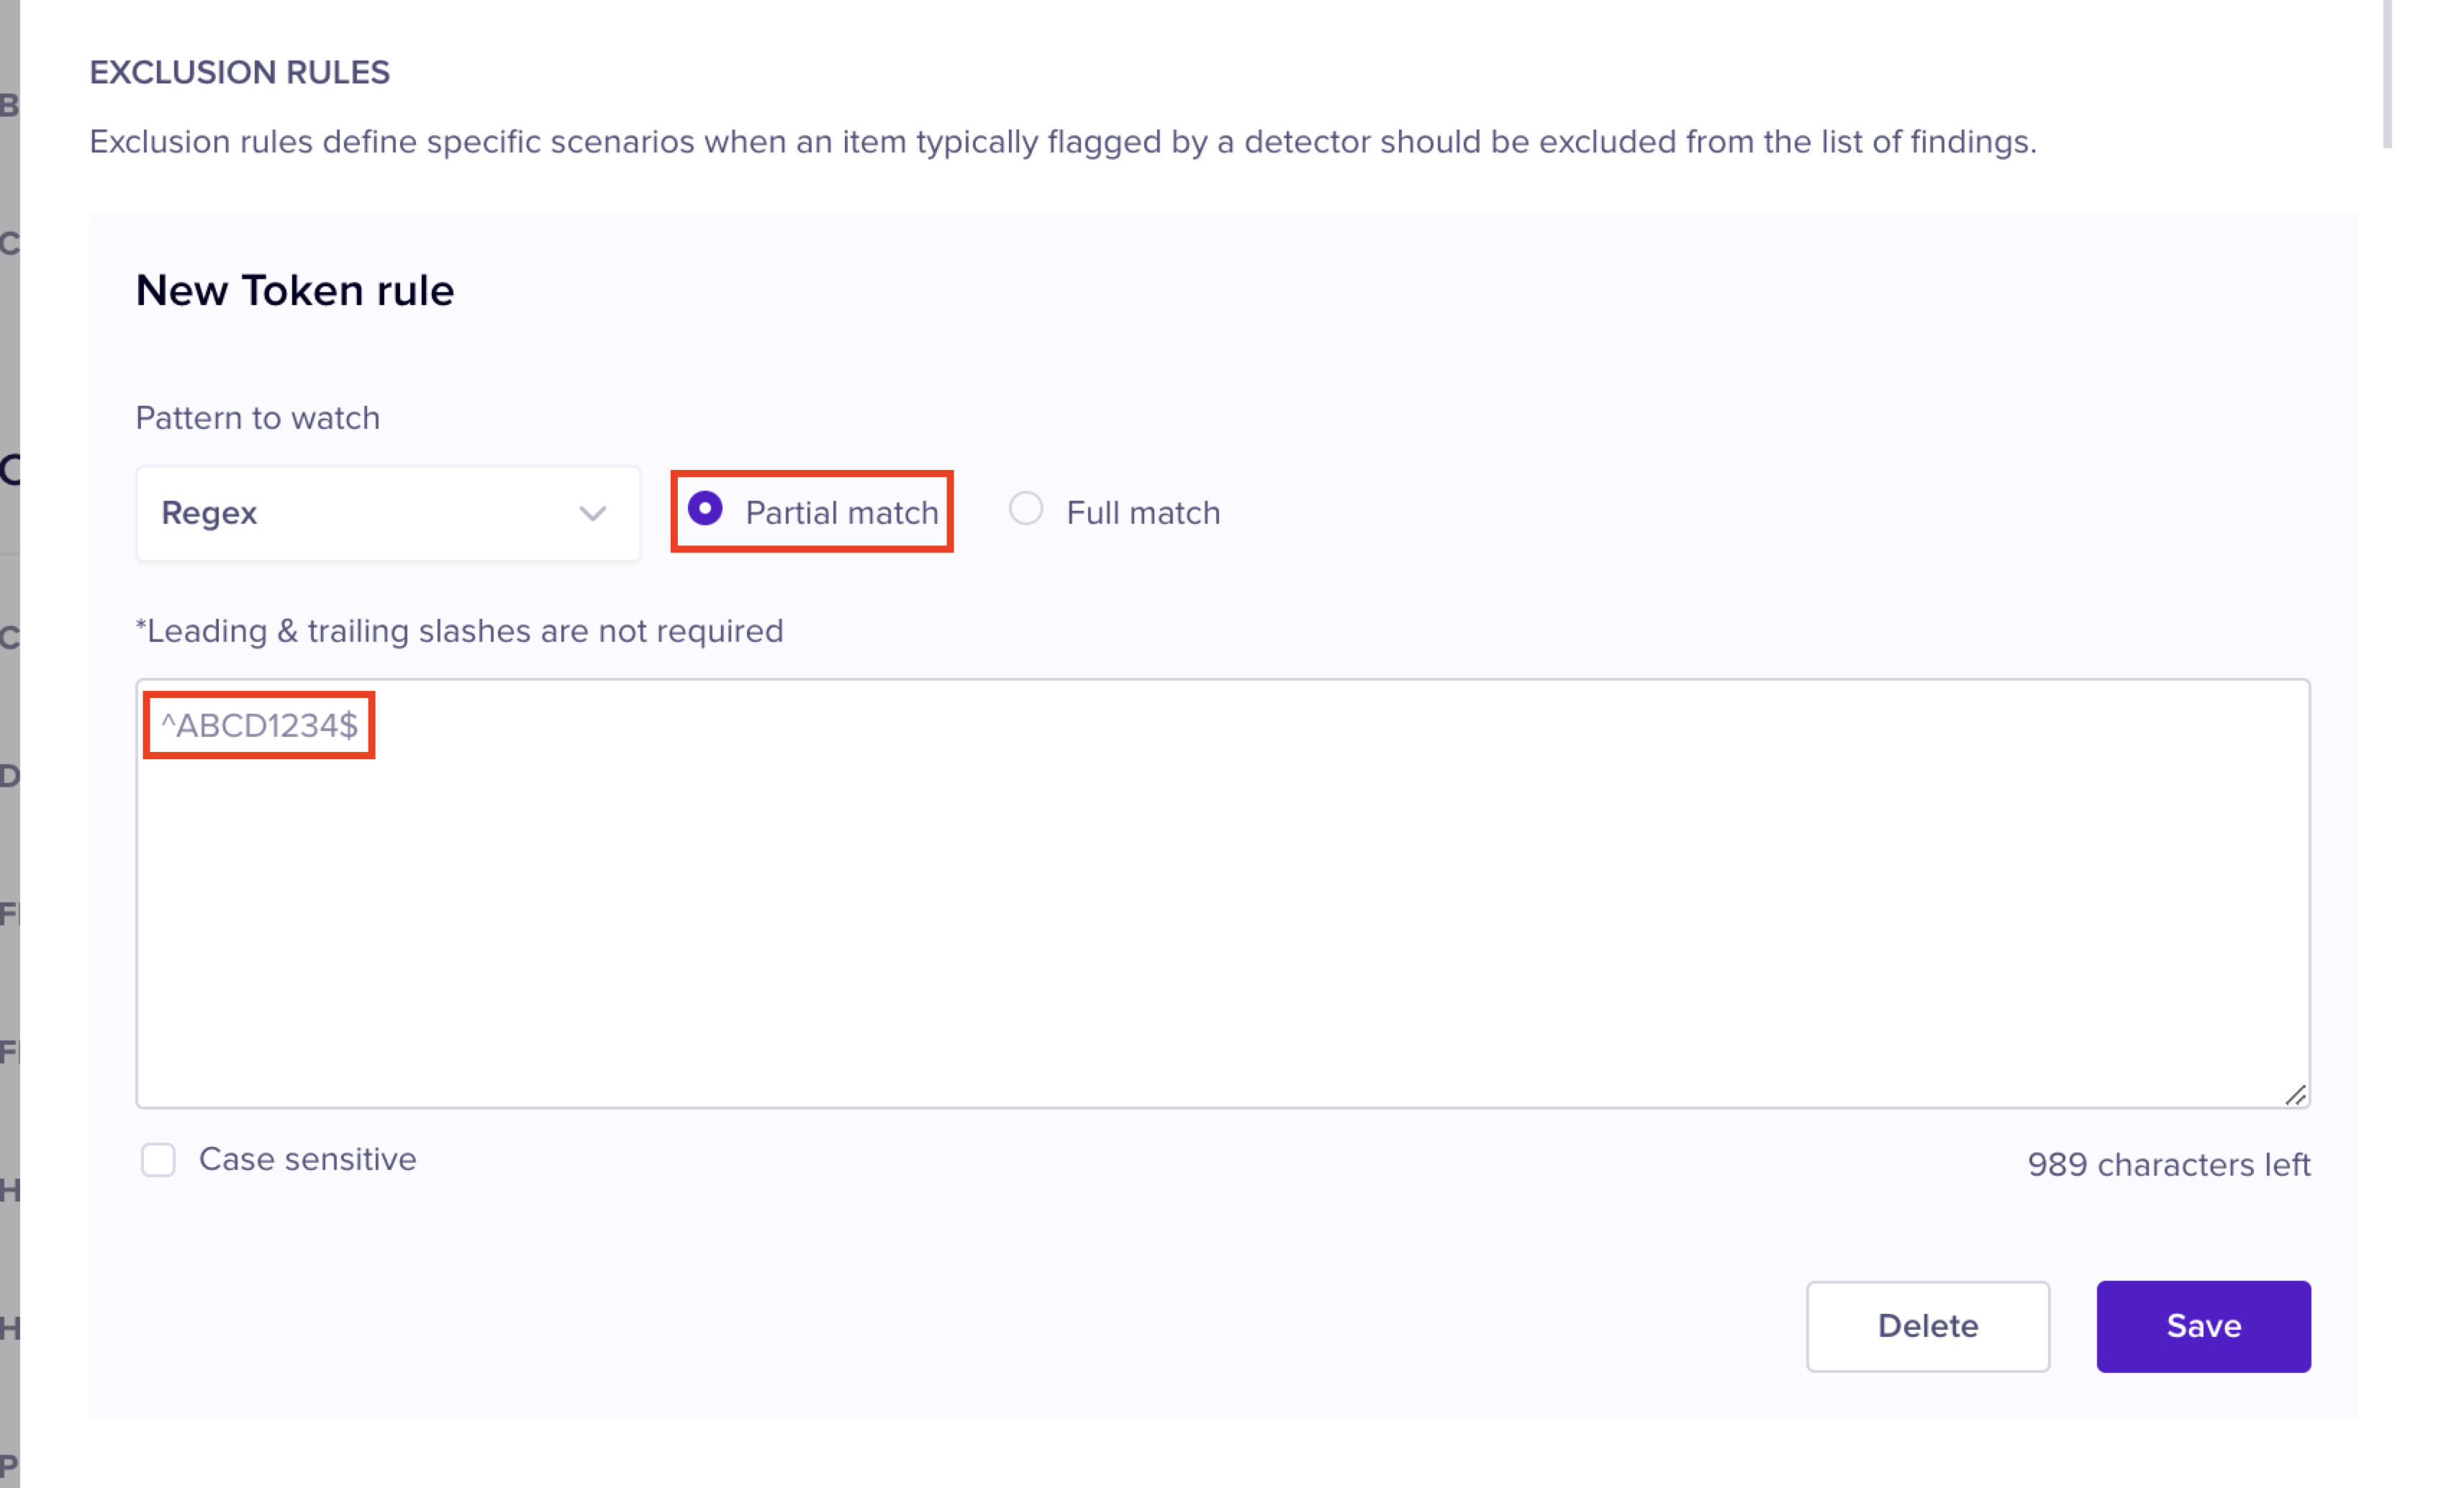 EXCLUSION RULES
Exclusion rules define specific scenarios when an item typically flagged by a detector should be excluded from the list of findings.
New Token rule
Pattern to watch
Regex
Partial match
Full match
*Leading & trailing slashes are not required
^ABCD1234$
Case sensitive
989 characters left
Delete
Save